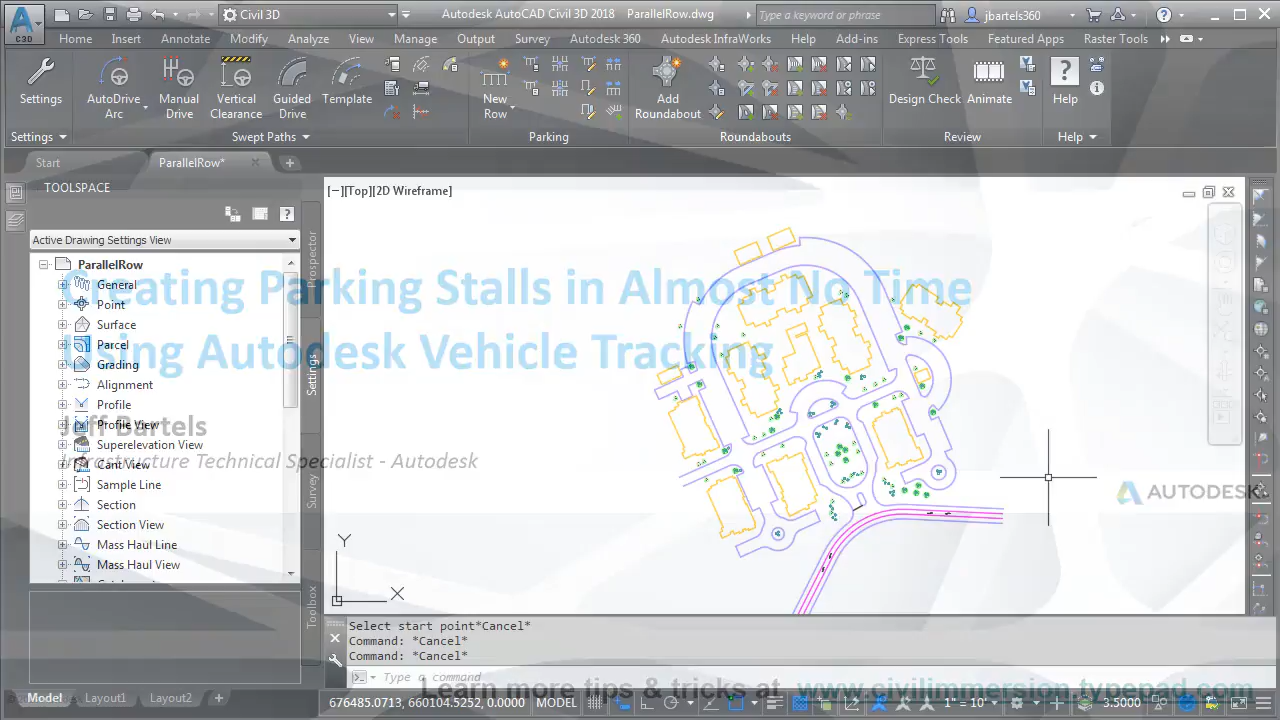 Civil 3D
Autodesk AutoCAD Civil 3D 2018 ParallelRow.dwg
Type a keyword or phrase
jbartels360
C3D
Home Insert Annotate Modify Analyze View Manage Output Survey Autodesk 360 Autodesk InfraWorks Help Add-ins Express Tools Featured Apps Raster Tools
Settings
AutoDrive Arc
Manual Drive
Vertical Clearance
Guided Drive
Template
New Row
Add Roundabout
Design Check
Animate
Help
Settings
Swept Paths
Parking
Roundabouts
Review
Help
Start
ParallelRow*
TOOLSPACE
[−][Top][2D Wireframe]
Active Drawing Settings View
ParallelRow
General
Point
Surface
Parcel
Grading
Alignment
Profile
Profile View
Superelevation View
Cant View
Sample Line
Section
Section View
Mass Haul Line
Mass Haul View
Prospector
Settings
Survey
Toolbox
Creating Parking Stalls in Almost No Time
Using Autodesk Vehicle Tracking
Jeff Bartels
Infrastructure Technical Specialist - Autodesk
AUTODESK
Y
X
Select start point*Cancel*
Command: *Cancel*
Command: *Cancel*
Type a command
Learn more tips & tricks at www.civilimmersion.typepad.com
Model Layout1 Layout2
676485.0713, 660104.5252, 0.0000 MODEL
1" = 10'
3.5000